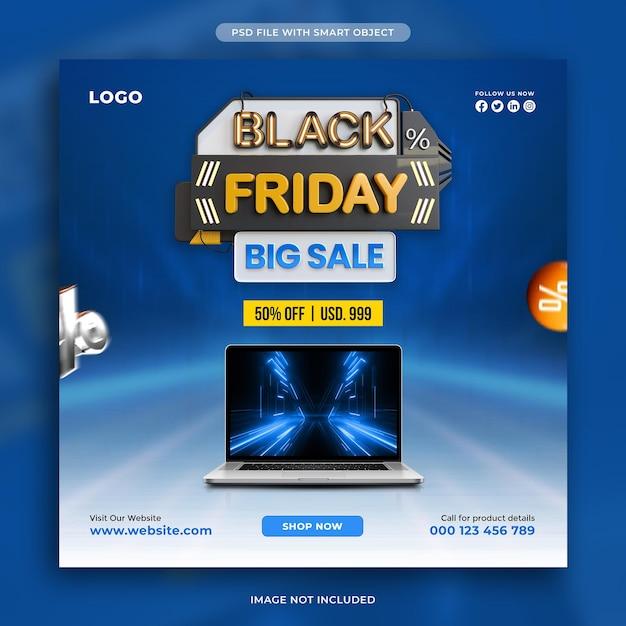 PSD FILE WITH SMART OBJECT
LOGO
FOLLOW US NOW
BLACK %
FRIDAY
BIG SALE
50% OFF | USD. 999
%
%
Visit Our Website
www.website.com
SHOP NOW
Call for product details
000 123 456 789
IMAGE NOT INCLUDED